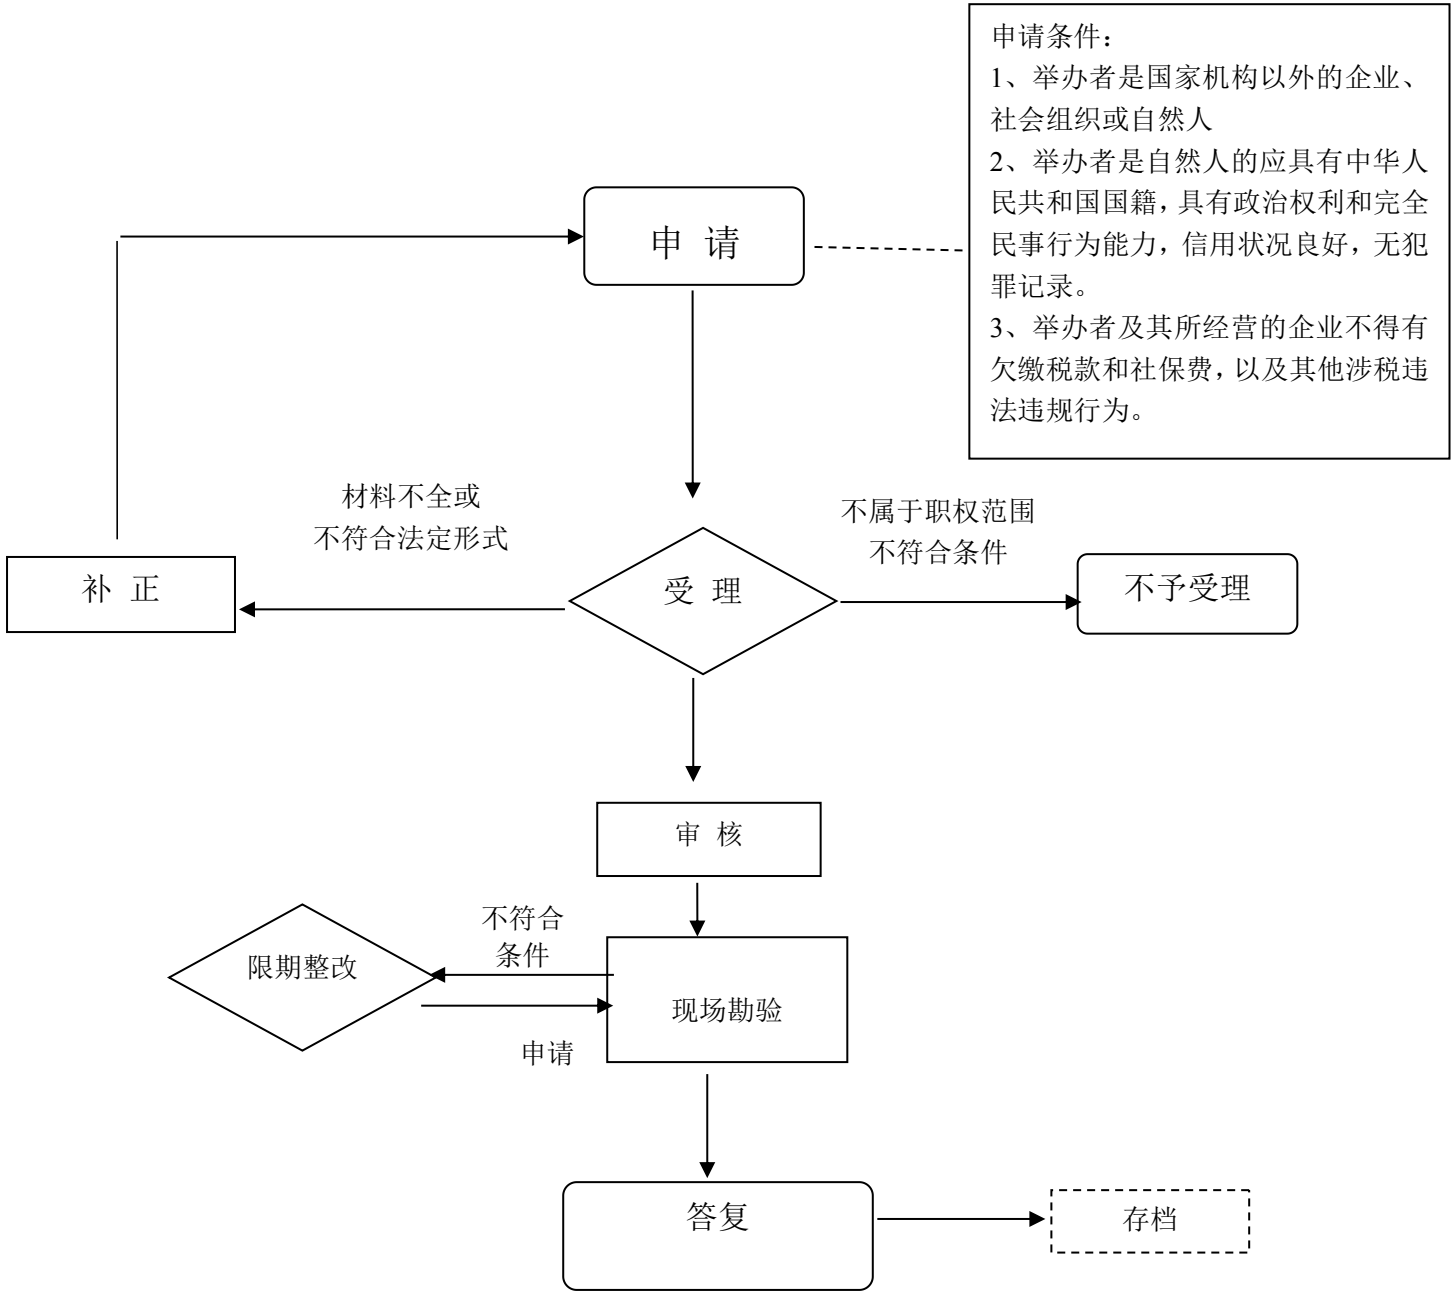 申请条件：
1、举办者是国家机构以外的企业、
社会组织或自然人
2、举办者是自然人的应具有中华人
民共和国国籍，具有政治权利和完全
民事行为能力，信用状况良好，无犯
罪记录。
3、举办者及其所经营的企业不得有
欠缴税款和社保费，以及其他涉税违
法违规行为。
申 请
材料不全或
不符合法定形式
不属于职权范围
不符合条件
补 正
受 理
不予受理
审 核
不符合
条件
限期整改
现场勘验
申请
答复
存档